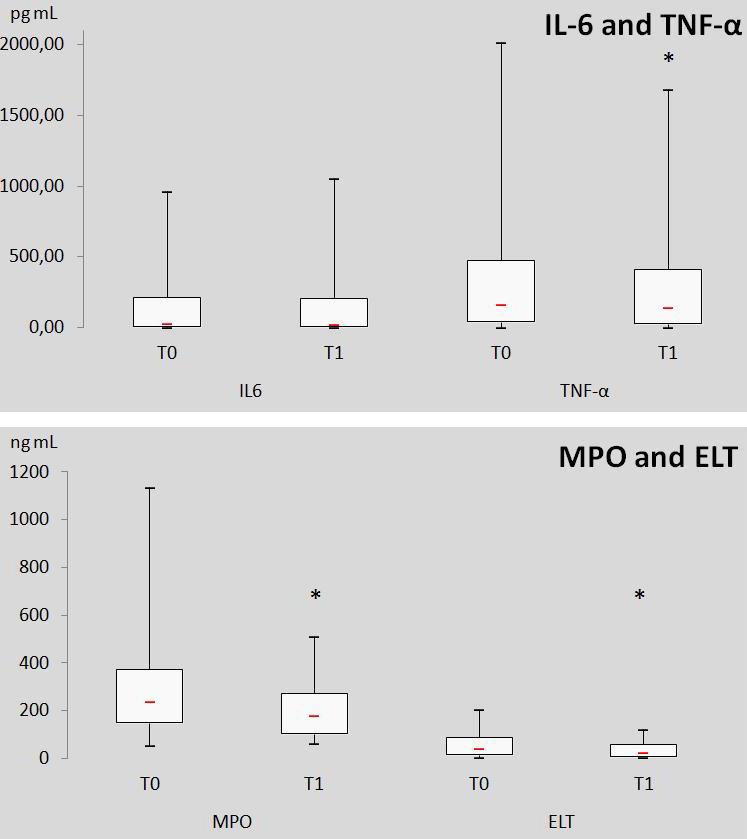 pg mL
IL-6 and TNF-α
2000,00
*
1500,00
1000,00
500,00
0,00
T0 T1 T0 T1
IL6 TNF-α
ng mL
MPO and ELT
1200
1000
800
600
* *
400
200
0
T0 T1 T0 T1
MPO ELT